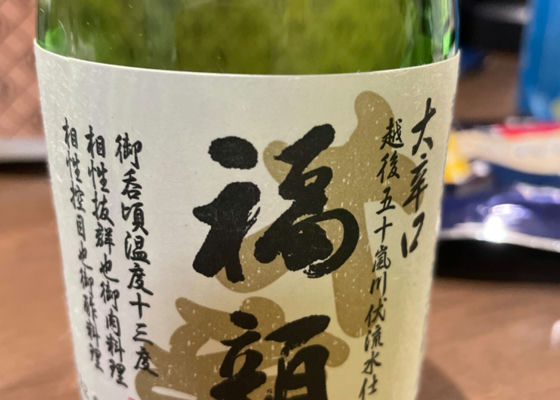 大辛口
越後五十嵐川伏流水仕
福顔
御呑頃温度十三度
相性抜群也御肉料理
相性控目也御酢料理